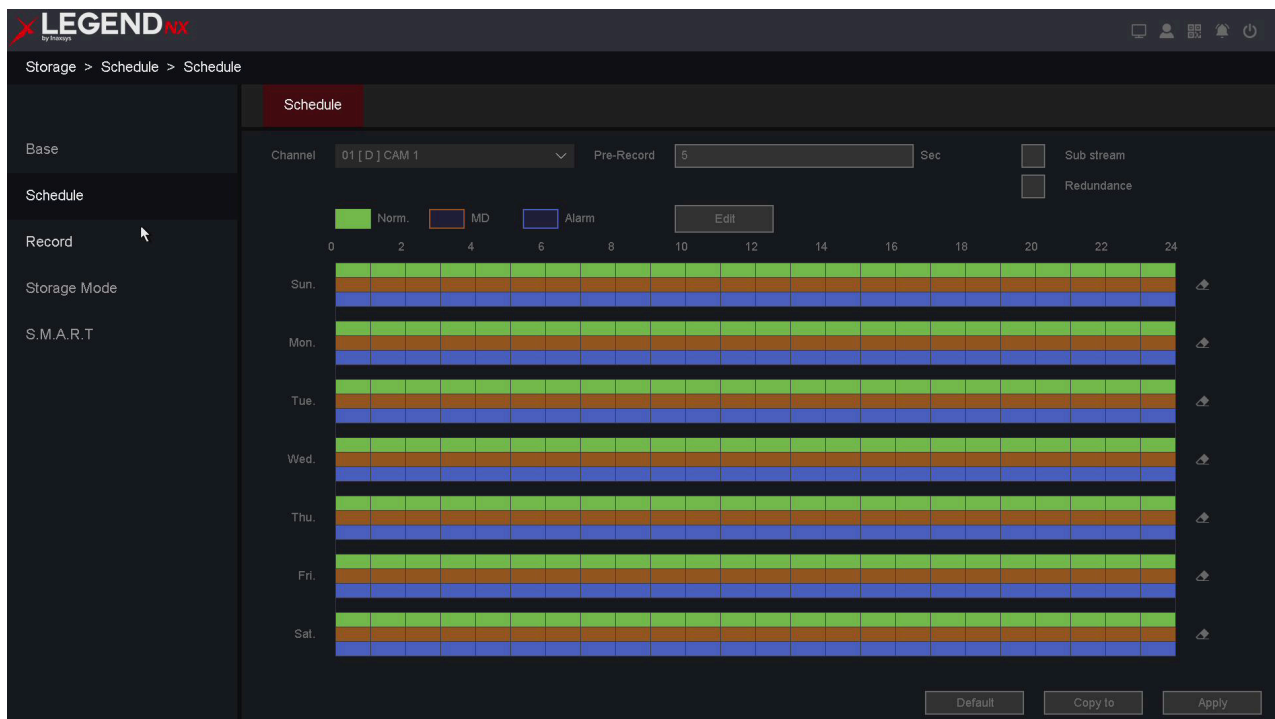 LEGEND NX
by Inaxsys
Storage > Schedule > Schedule
Schedule
Base
Schedule
Record
Storage Mode
S.M.A.R.T
Channel 01 [ D ] CAM 1 Pre-Record 5 Sec Sub stream
Redundance
Norm. MD Alarm Edit
0 2 4 6 8 10 12 14 16 18 20 22 24
Sun.
Mon.
Tue.
Wed.
Thu.
Fri.
Sat.
Default Copy to Apply